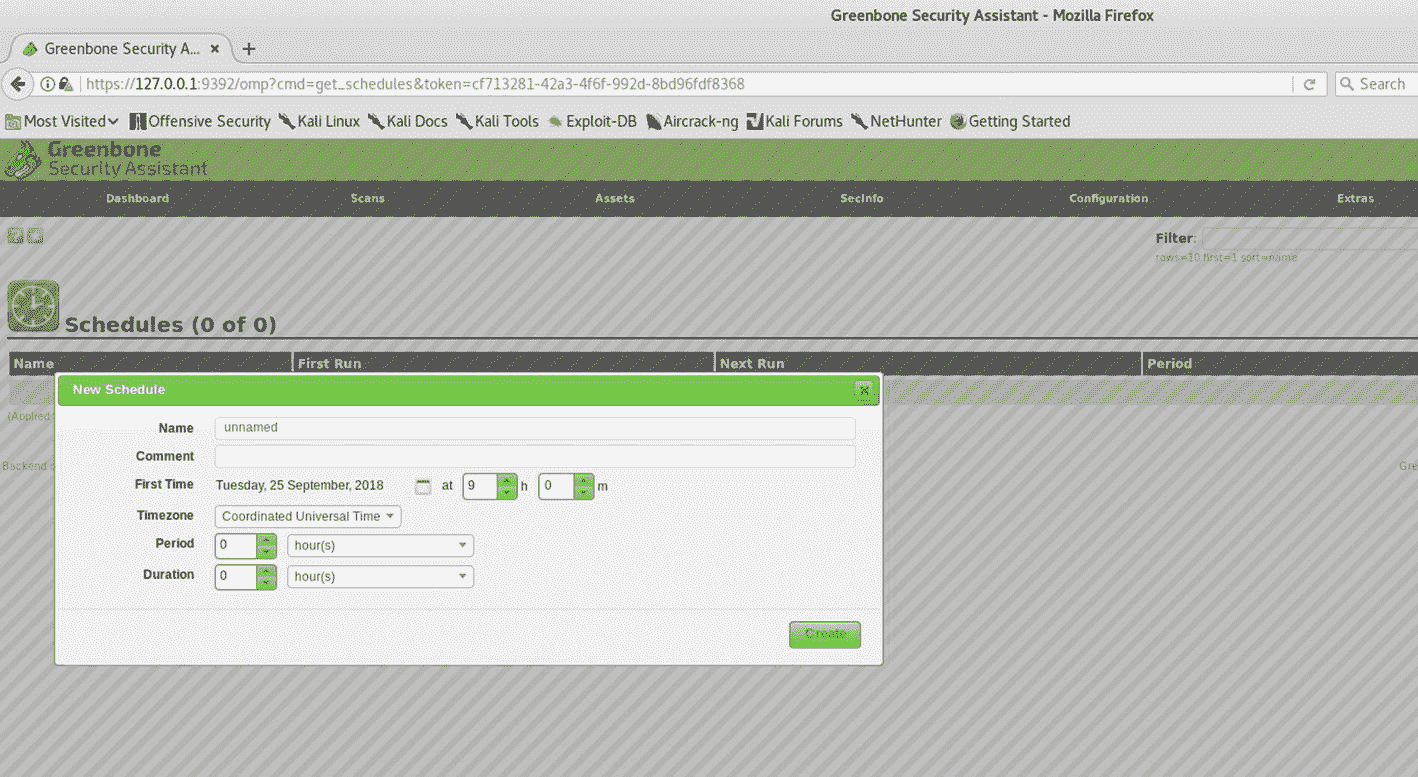 Greenbone Security Assistant - Mozilla Firefox
Greenbone Security A...
https://127.0.0.1:9392/omp?cmd=get_schedules&token=cf713281-42a3-4f6f-992d-8bd96fdf8368 Search
Most Visited Offensive Security Kali Linux Kali Docs Kali Tools Exploit-DB Aircrack-ng Kali Forums NetHunter Getting Started
Greenbone
Security Assistant
Dashboard Scans Assets SecInfo Configuration Extras
Filter:
rows=10 first=1 sort=name
Schedules (0 of 0)
Name First Run Next Run Period
New Schedule
(Applied
Name unnamed
Comment
Backend
First Time Tuesday, 25 September, 2018 at 9 h 0 m
Timezone Coordinated Universal Time
Period 0 hour(s)
Duration 0 hour(s)
Create